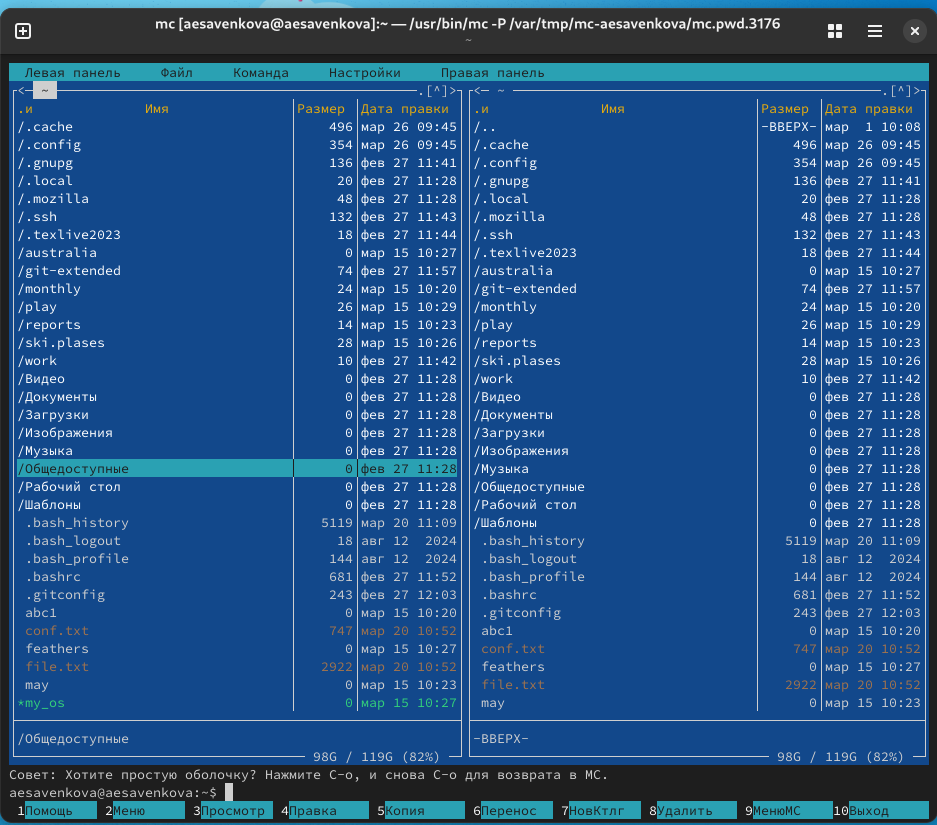 mc [aesavenkova@aesavenkova]:~ — /usr/bin/mc -P /var/tmp/mc-aesavenkova/mc.pwd.3176
~
Левая панель Файл Команда Настройки Правая панель
<─ ~ .[^]> <─ ~ .[^]>
.и Имя Размер Дата правки .и Имя Размер Дата правки
/.cache 496 мар 26 09:45 /.. -ВВЕРХ- мар 1 10:08
/.config 354 мар 26 09:45 /.cache 496 мар 26 09:45
/.gnupg 136 фев 27 11:41 /.config 354 мар 26 09:45
/.local 20 фев 27 11:28 /.gnupg 136 фев 27 11:41
/.mozilla 48 фев 27 11:28 /.local 20 фев 27 11:28
/.ssh 132 фев 27 11:43 /.mozilla 48 фев 27 11:28
/.texlive2023 18 фев 27 11:44 /.ssh 132 фев 27 11:43
/australia 0 мар 15 10:27 /.texlive2023 18 фев 27 11:44
/git-extended 74 фев 27 11:57 /australia 0 мар 15 10:27
/monthly 24 мар 15 10:20 /git-extended 74 фев 27 11:57
/play 26 мар 15 10:29 /monthly 24 мар 15 10:20
/reports 14 мар 15 10:23 /play 26 мар 15 10:29
/ski.plases 28 мар 15 10:26 /reports 14 мар 15 10:23
/work 10 фев 27 11:42 /ski.plases 28 мар 15 10:26
/Видео 0 фев 27 11:28 /work 10 фев 27 11:42
/Документы 0 фев 27 11:28 /Видео 0 фев 27 11:28
/Загрузки 0 фев 27 11:28 /Документы 0 фев 27 11:28
/Изображения 0 фев 27 11:28 /Загрузки 0 фев 27 11:28
/Музыка 0 фев 27 11:28 /Изображения 0 фев 27 11:28
/Общедоступные 0 фев 27 11:28 /Музыка 0 фев 27 11:28
/Рабочий стол 0 фев 27 11:28 /Общедоступные 0 фев 27 11:28
/Шаблоны 0 фев 27 11:28 /Рабочий стол 0 фев 27 11:28
.bash_history 5119 мар 20 11:09 /Шаблоны 0 фев 27 11:28
.bash_logout 18 авг 12 2024 .bash_history 5119 мар 20 11:09
.bash_profile 144 авг 12 2024 .bash_logout 18 авг 12 2024
.bashrc 681 фев 27 11:52 .bash_profile 144 авг 12 2024
.gitconfig 243 фев 27 12:03 .bashrc 681 фев 27 11:52
abc1 0 мар 15 10:20 .gitconfig 243 фев 27 12:03
conf.txt 747 мар 20 10:52 abc1 0 мар 15 10:20
feathers 0 мар 15 10:27 conf.txt 747 мар 20 10:52
file.txt 2922 мар 20 10:52 feathers 0 мар 15 10:27
may 0 мар 15 10:23 file.txt 2922 мар 20 10:52
*my_os 0 мар 15 10:27 may 0 мар 15 10:23
/Общедоступные -ВВЕРХ-
98G / 119G (82%) 98G / 119G (82%)
Совет: Хотите простую оболочку? Нажмите C-o, и снова C-o для возврата в MC.
aesavenkova@aesavenkova:~$
1Помощь 2Меню 3Просмотр 4Правка 5Копия 6Перенос 7НовКтлг 8Удалить 9МенюMC 10Выход